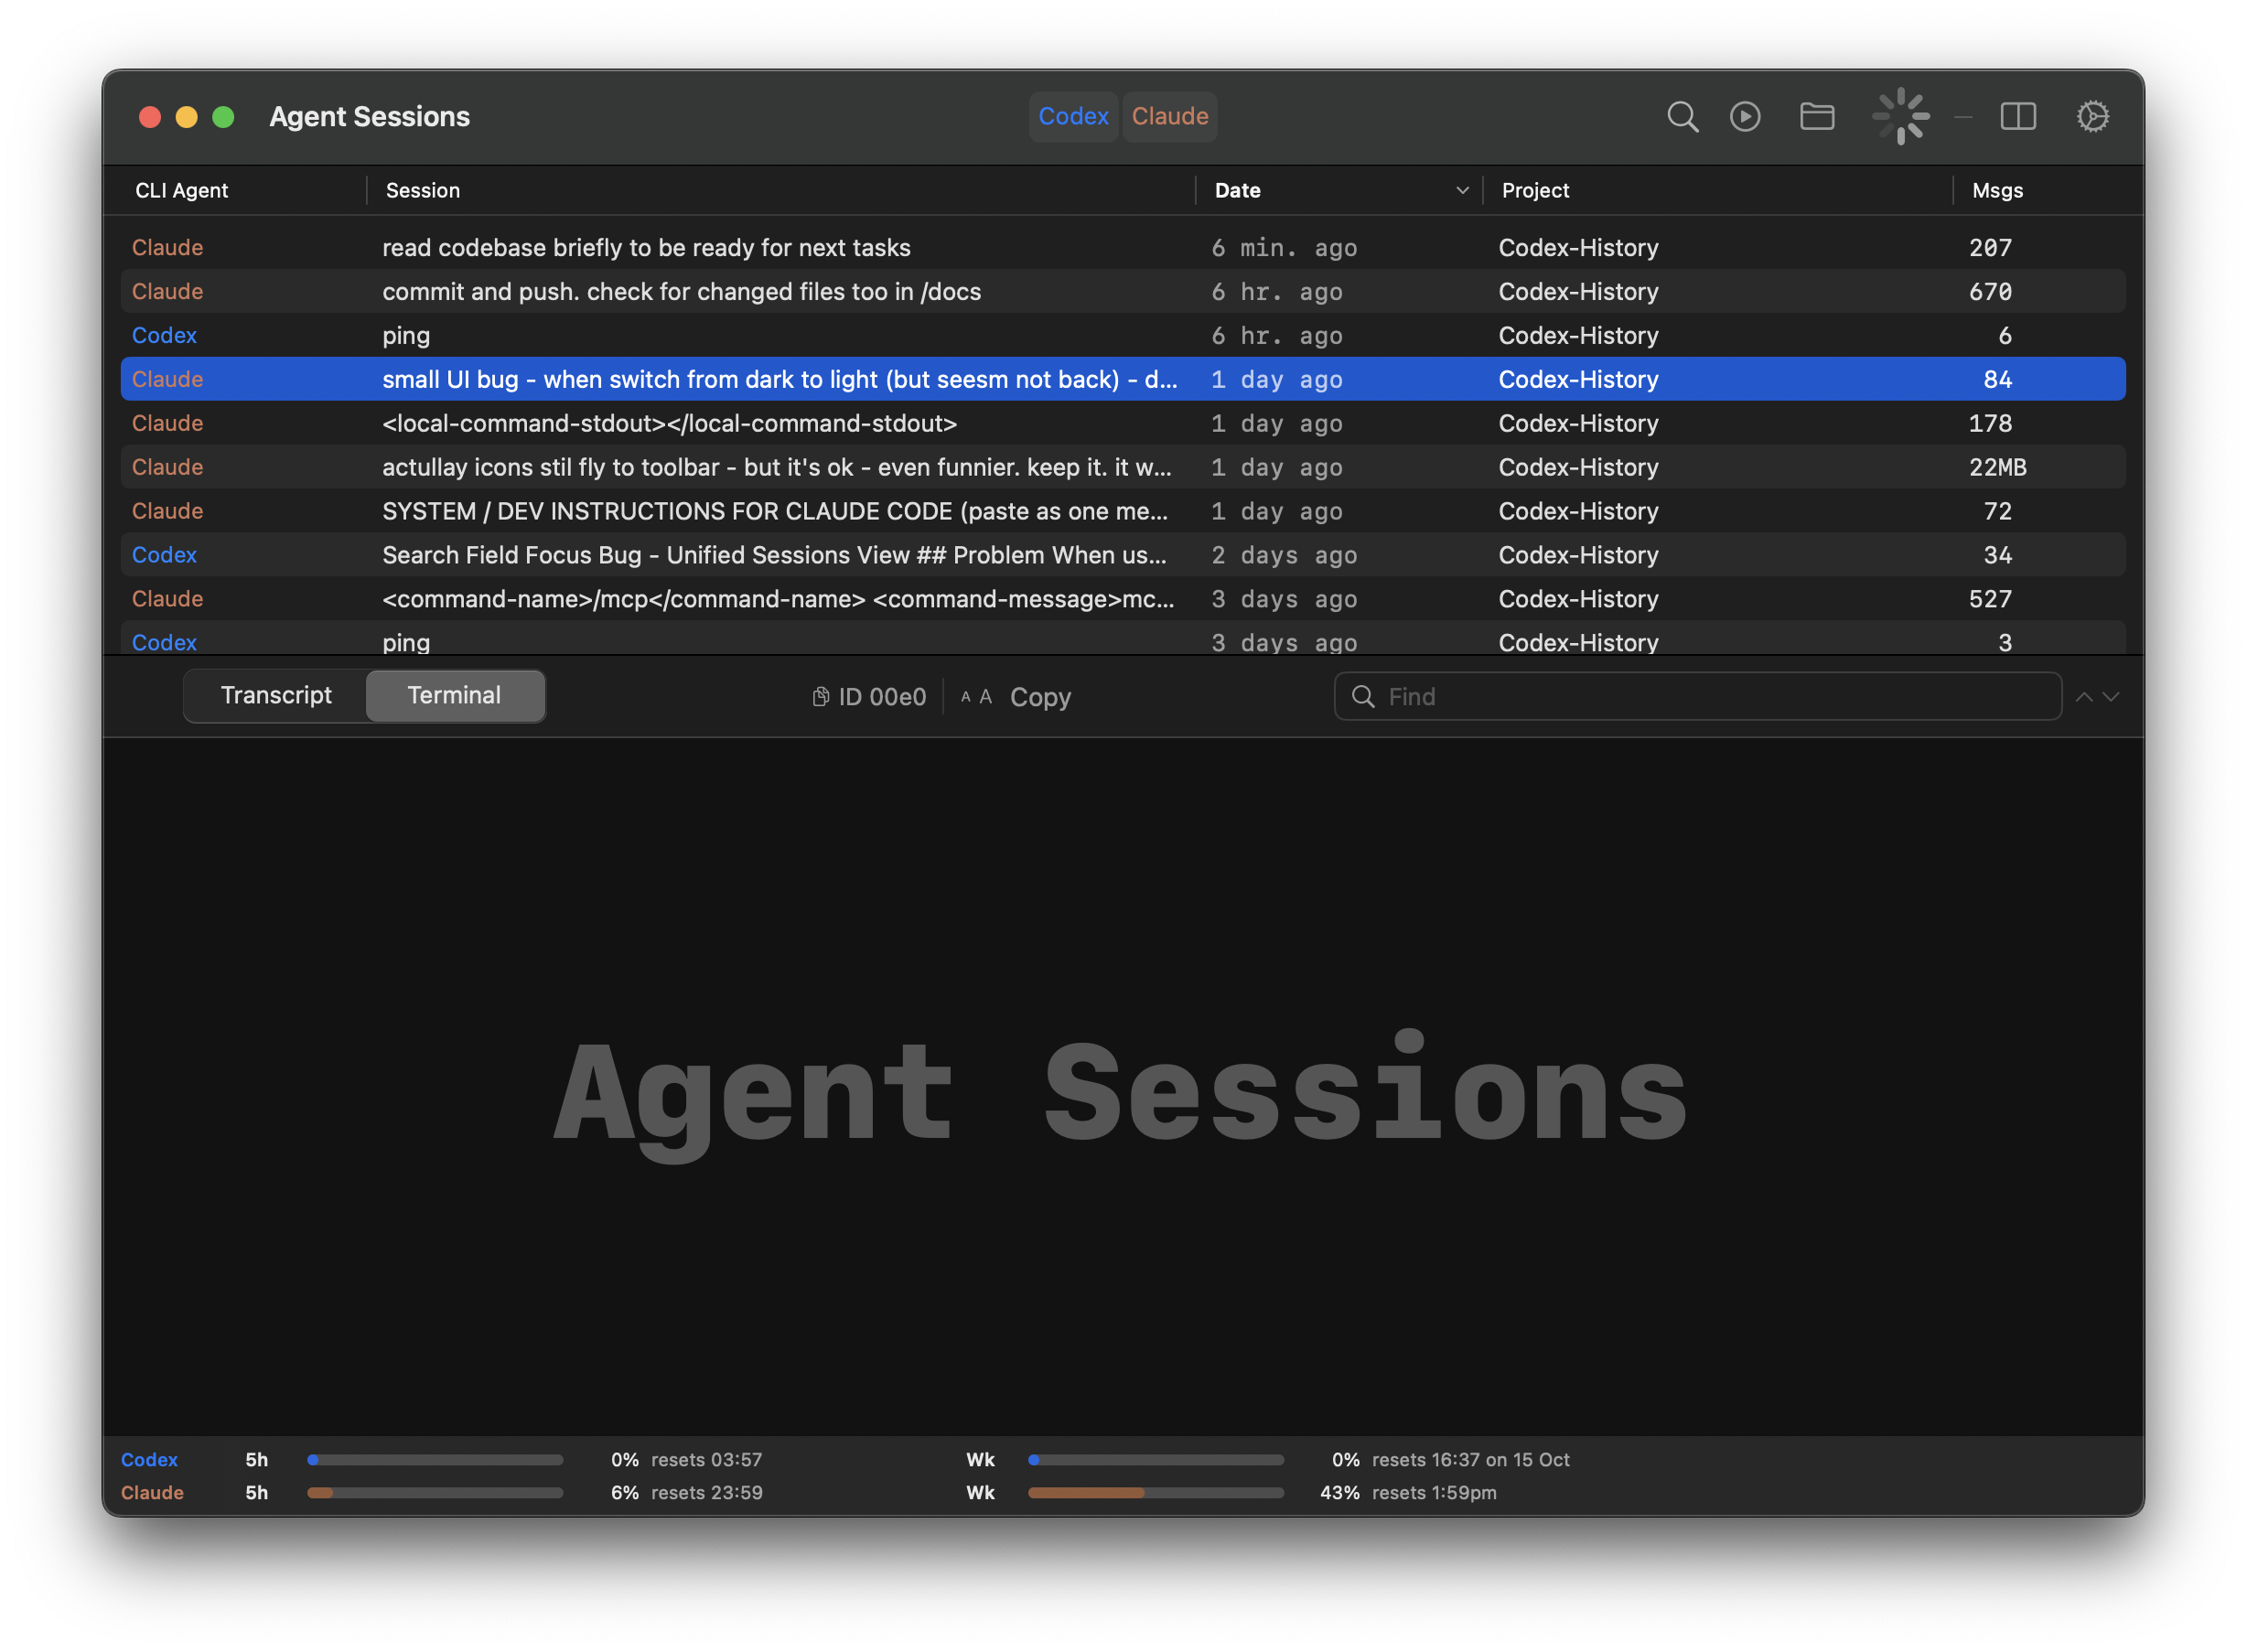 Agent Sessions Codex Claude
CLI Agent Session Date Project Msgs
Claude read codebase briefly to be ready for next tasks 6 min. ago Codex-History 207
Claude commit and push. check for changed files too in /docs 6 hr. ago Codex-History 670
Codex ping 6 hr. ago Codex-History 6
Claude small UI bug - when switch from dark to light (but seesm not back) - d... 1 day ago Codex-History 84
Claude <local-command-stdout></local-command-stdout> 1 day ago Codex-History 178
Claude actullay icons stil fly to toolbar - but it's ok - even funnier. keep it. it w... 1 day ago Codex-History 22MB
Claude SYSTEM / DEV INSTRUCTIONS FOR CLAUDE CODE (paste as one me... 1 day ago Codex-History 72
Codex Search Field Focus Bug - Unified Sessions View ## Problem When us... 2 days ago Codex-History 34
Claude <command-name>/mcp</command-name> <command-message>mc... 3 days ago Codex-History 527
Codex ping 3 days ago Codex-History 3
Transcript Terminal ID 00e0 A A Copy Find
Agent Sessions
Codex 5h 0% resets 03:57 Wk 0% resets 16:37 on 15 Oct
Claude 5h 6% resets 23:59 Wk 43% resets 1:59pm